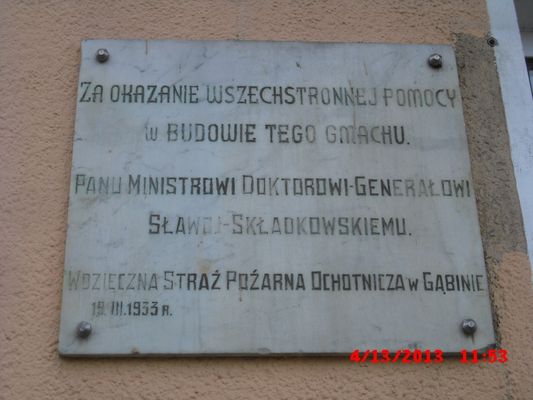 ZA OKAZANIE WSZECHSTRONNEJ POMOCY
W BUDOWIE TEGO GMACHU.
PANU MINISTROWI DOKTOROWI-GENERAŁOWI
SŁAWOJ-SKŁADKOWSKIEMU.
WDZIĘCZNA STRAŻ POŻARNA OCHOTNICZA W GĄBINIE
19.III.1933 R.
4/13/2013 11:53